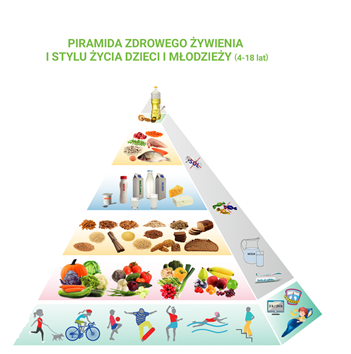 PIRAMIDA ZDROWEGO ŻYWIENIA
I STYLU ŻYCIA DZIECI I MŁODZIEŻY (4-18 lat)